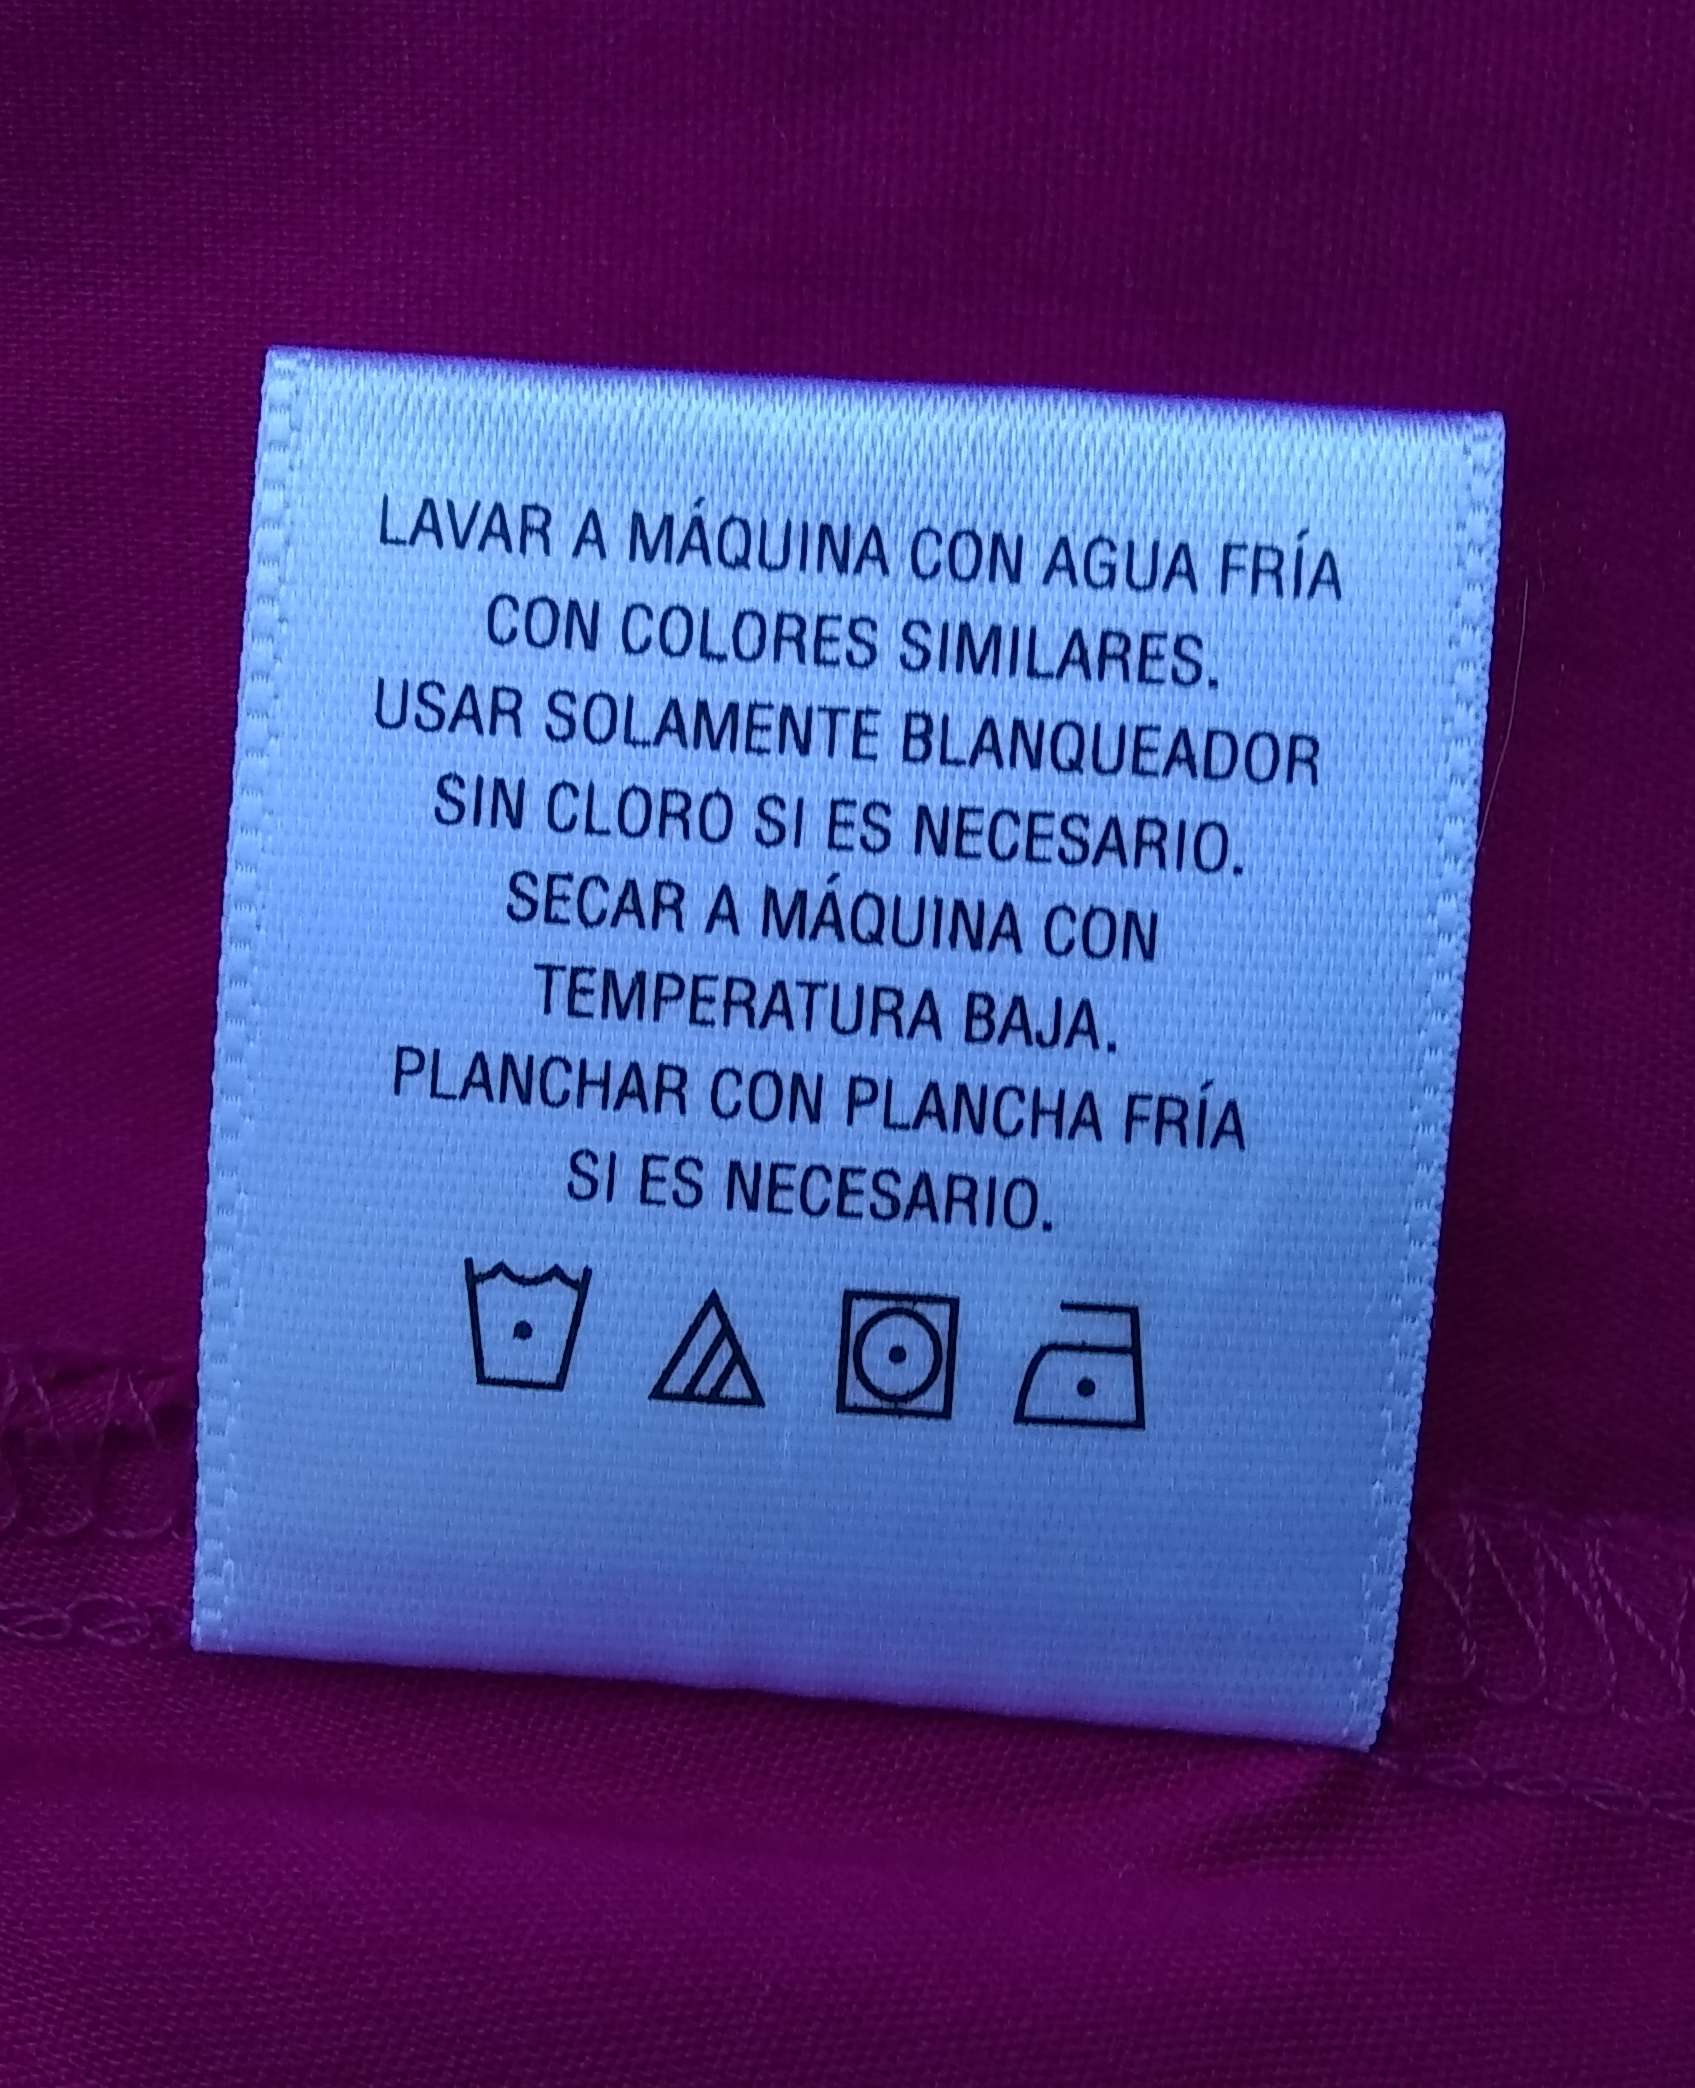 LAVAR A MÁQUINA CON AGUA FRÍA
CON COLORES SIMILARES.
USAR SOLAMENTE BLANQUEADOR
SIN CLORO SI ES NECESARIO.
SECAR A MÁQUINA CON
TEMPERATURA BAJA.
PLANCHAR CON PLANCHA FRÍA
SI ES NECESARIO.